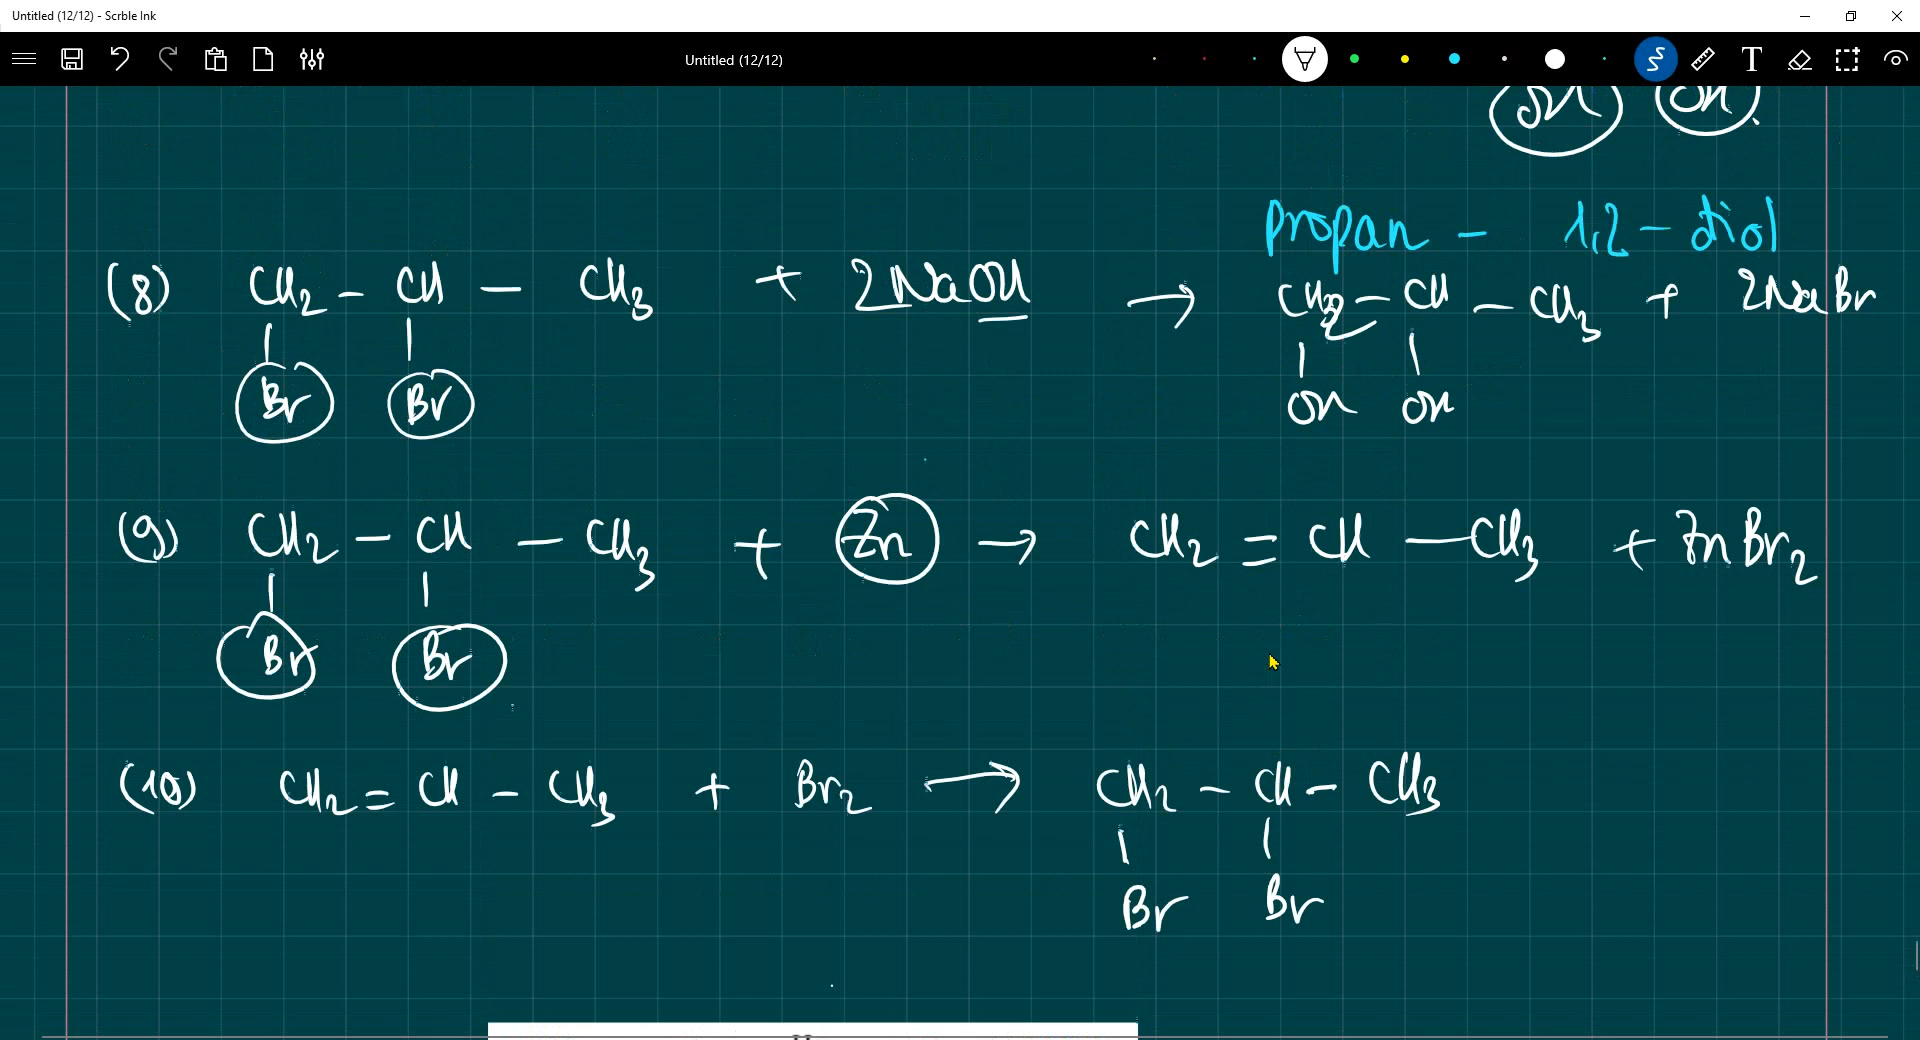 Untitled (12/12) - Scrble Ink
Untitled (12/12)
OH OH
propan - 1,2 - diol
(8) CH2 - CH - CH3 + 2NaOH → CH2 - CH - CH3 + 2NaBr
Br Br OH OH
(9) CH2 - CH - CH3 + Zn → CH2 = CH - CH3 + ZnBr2
Br Br
(10) CH2 = CH - CH3 + Br2 → CH2 - CH - CH3
Br Br